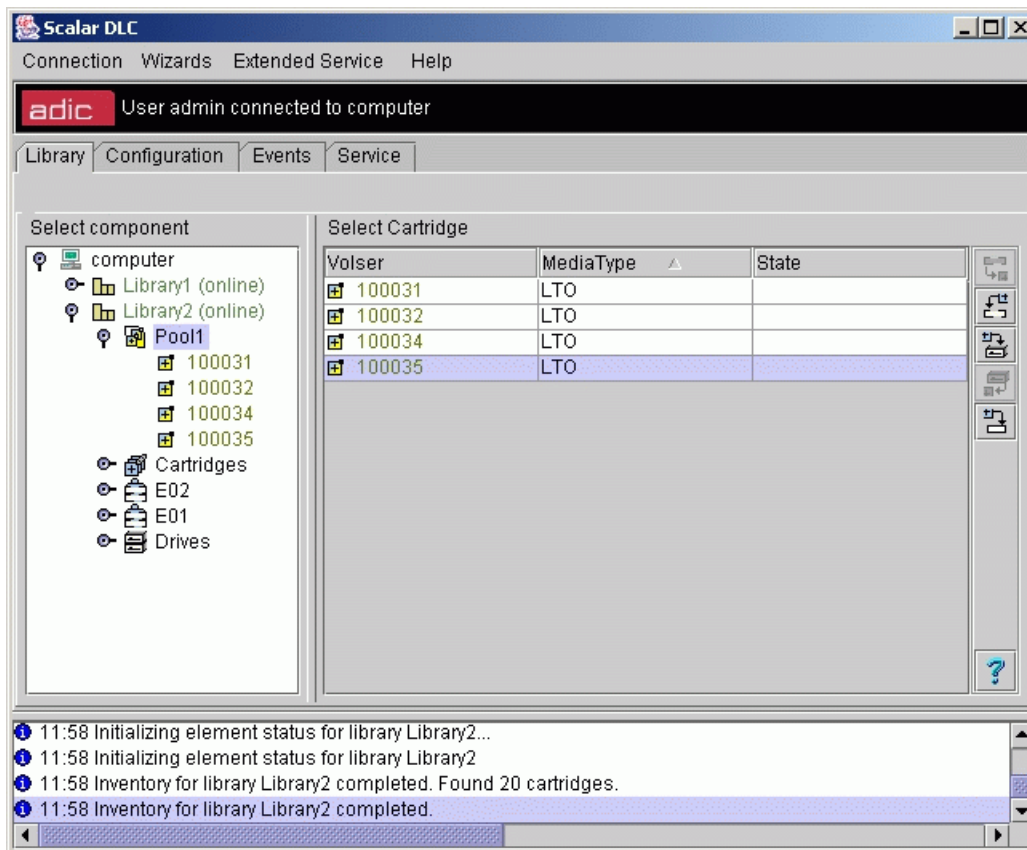 Scalar DLC
Connection Wizards Extended Service Help
adic User admin connected to computer
Library Configuration Events Service
Select component
computer
Library1 (online)
Library2 (online)
Pool1
100031
100032
100034
100035
Cartridges
E02
E01
Drives
Select Cartridge
Volser MediaType State
100031 LTO
100032 LTO
100034 LTO
100035 LTO
11:58 Initializing element status for library Library2...
11:58 Initializing element status for library Library2
11:58 Inventory for library Library2 completed. Found 20 cartridges.
11:58 Inventory for library Library2 completed.